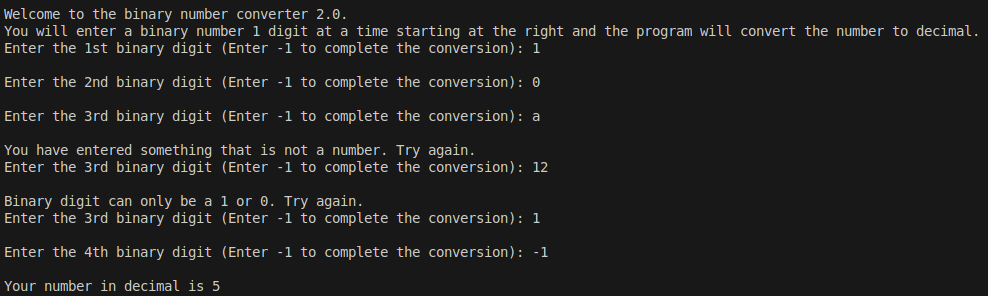 Welcome to the binary number converter 2.0.
You will enter a binary number 1 digit at a time starting at the right and the program will convert the number to decimal.
Enter the 1st binary digit (Enter -1 to complete the conversion): 1
Enter the 2nd binary digit (Enter -1 to complete the conversion): 0
Enter the 3rd binary digit (Enter -1 to complete the conversion): a
You have entered something that is not a number. Try again.
Enter the 3rd binary digit (Enter -1 to complete the conversion): 12
Binary digit can only be a 1 or 0. Try again.
Enter the 3rd binary digit (Enter -1 to complete the conversion): 1
Enter the 4th binary digit (Enter -1 to complete the conversion): -1
Your number in decimal is 5